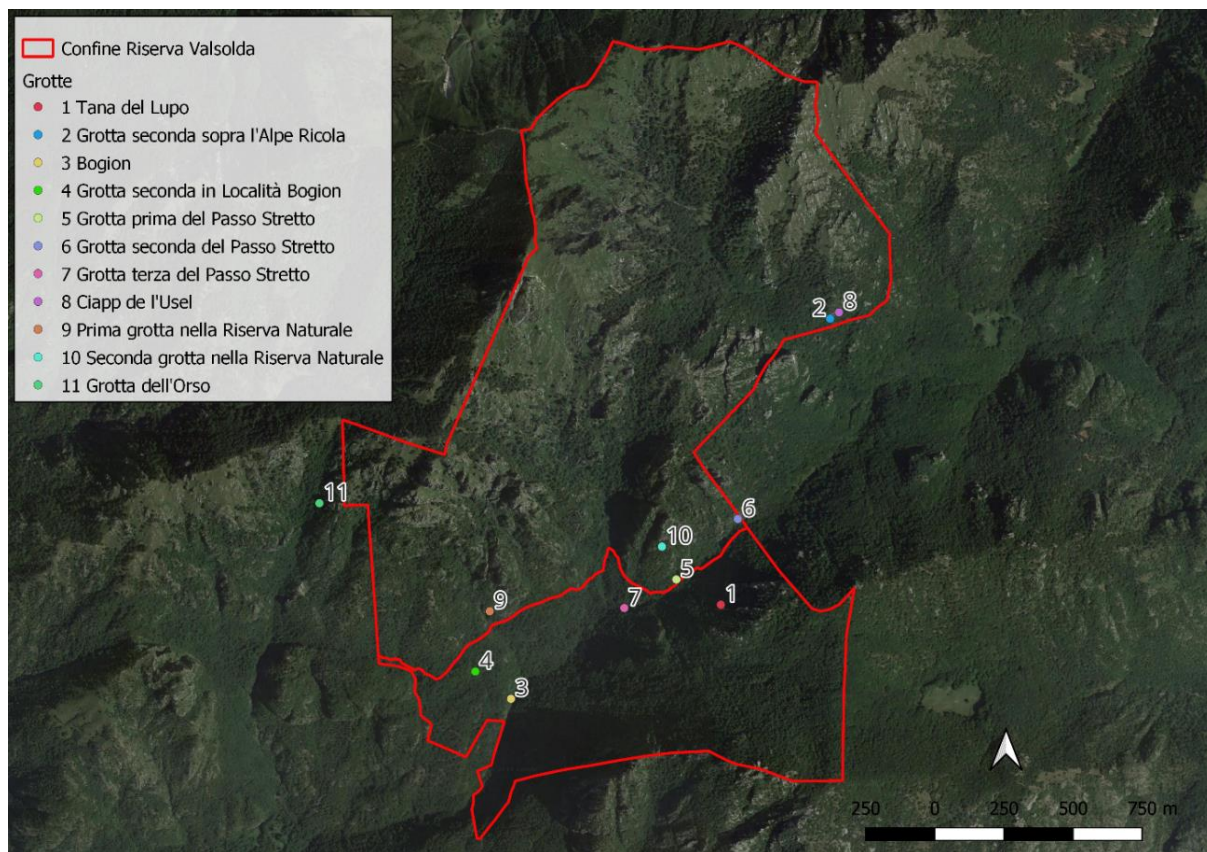 Confine Riserva Valsolda
Grotte
1 Tana del Lupo
2 Grotta seconda sopra l'Alpe Ricola
3 Bogion
4 Grotta seconda in Località Bogion
5 Grotta prima del Passo Stretto
6 Grotta seconda del Passo Stretto
7 Grotta terza del Passo Stretto
8 Ciapp de l'Usel
9 Prima grotta nella Riserva Naturale
10 Seconda grotta nella Riserva Naturale
11 Grotta dell'Orso
2 8
11
6
10
5
9
7
1
4
3
250 0 250 500 750 m